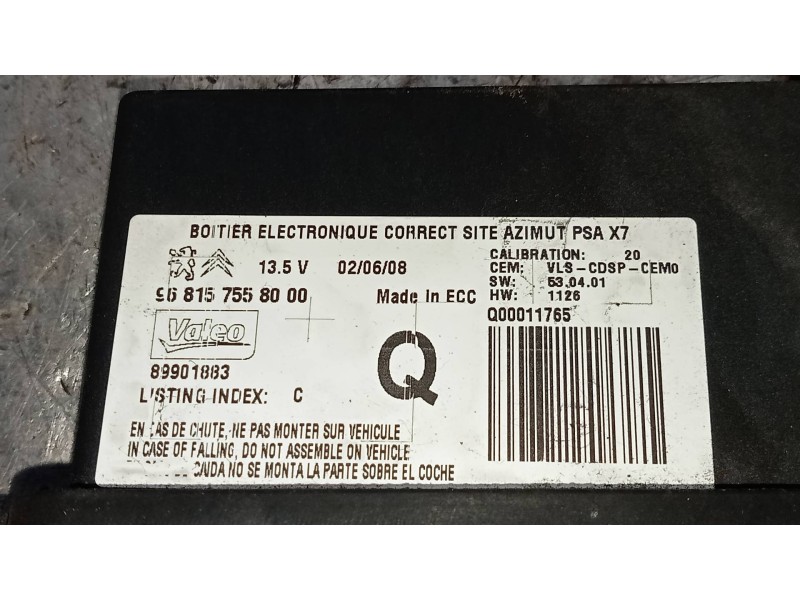 BOITIER ELECTRONIQUE CORRECT SITE AZIMUT PSA X7
13.5 V 02/06/08
CALIBRATION: 20
CEM: VLS-CDSP-CEM0
SW: 53.04.01
HW: 1126
96 815 755 80 00 Made in ECC
Q00011765
Valeo
89901883
LISTING INDEX: C
Q
EN CAS DE CHUTE, NE PAS MONTER SUR VEHICULE
IN CASE OF FALLING, DO NOT ASSEMBLE ON VEHICLE
CAIDA NO SE MONTA LA PARTE SOBRE EL COCHE